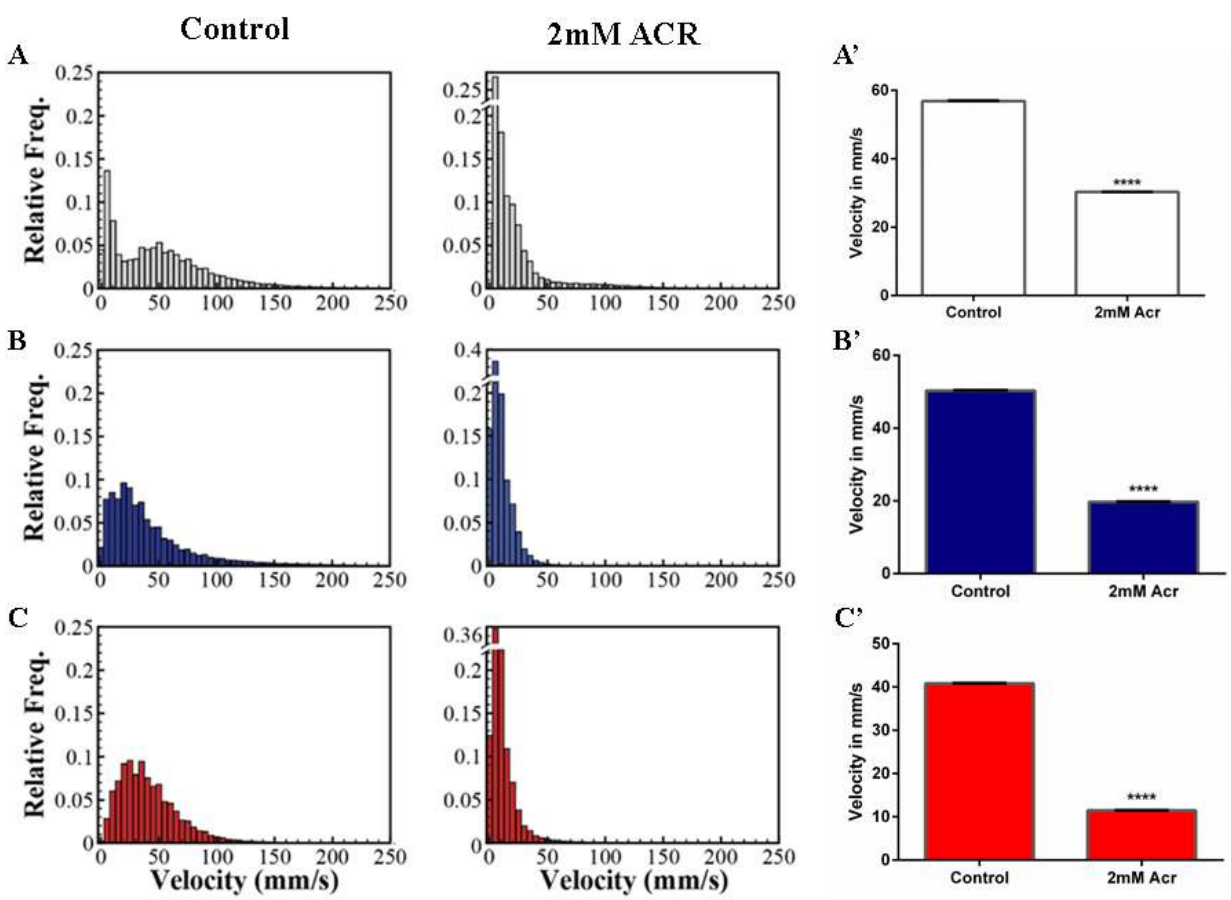 Control
2mM ACR
A
Relative Freq.
0.25
0.2
0.15
0.1
0.05
0
0 50 100 150 200 250
0.25
0.2
0.15
0.1
0.05
0
0 50 100 150 200 250
A’
Velocity in mm/s
60
40
20
0
****
Control 2mM Acr
B
Relative Freq.
0.25
0.2
0.15
0.1
0.05
0
0 50 100 150 200 250
0.4
0.2
0.15
0.1
0.05
0
0 50 100 150 200 250
B’
Velocity in mm/s
60
40
20
0
****
Control 2mM Acr
C
Relative Freq.
0.25
0.2
0.15
0.1
0.05
0
0 50 100 150 200 250
Velocity (mm/s)
0.36
0.2
0.15
0.1
0.05
0
0 50 100 150 200 250
Velocity (mm/s)
C’
Velocity in mm/s
50
40
30
20
10
0
****
Control 2mM Acr